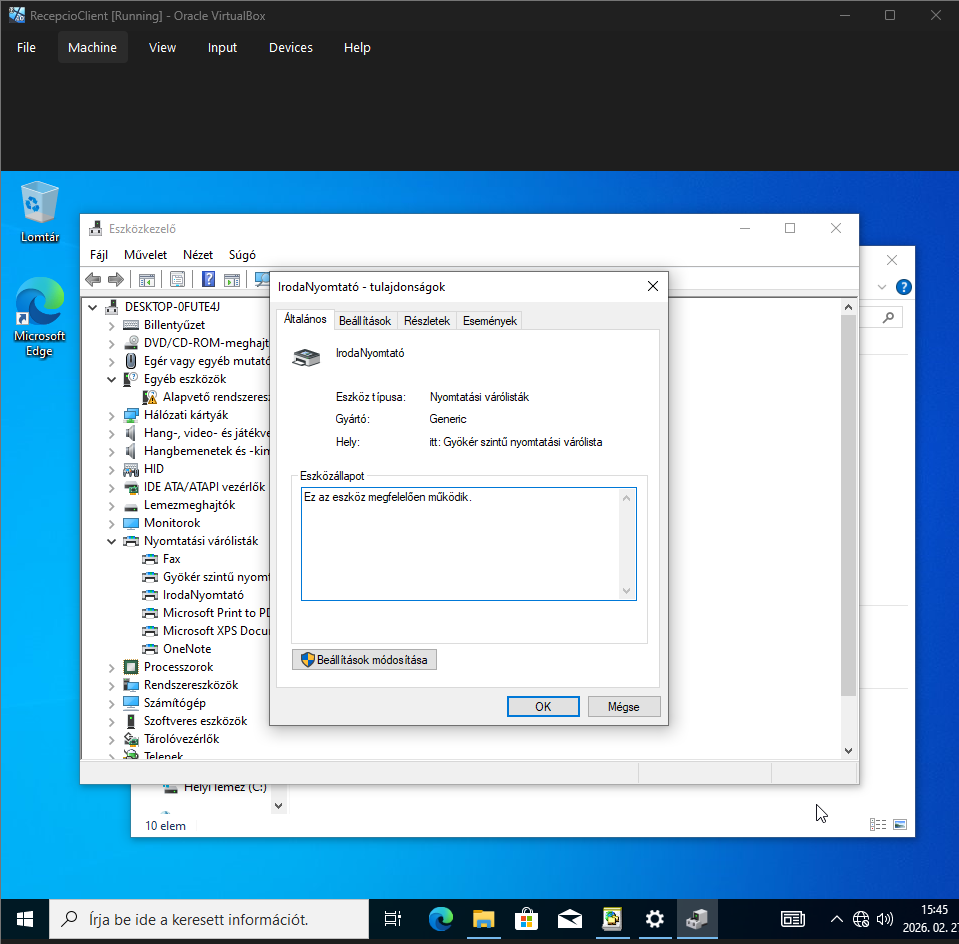 RecepcioClient [Running] - Oracle VirtualBox
File Machine View Input Devices Help
Lomtár
Microsoft
Edge
Eszközkezelő
Fájl Művelet Nézet Súgó
DESKTOP-0FUTE4J
Billentyűzet
DVD/CD-ROM-meghajt
Egér vagy egyéb mutató
Egyéb eszközök
Alapvető rendszeres
Hálózati kártyák
Hang-, video- és játékve
Hangbemenetek és -kim
HID
IDE ATA/ATAPI vezérlők
Lemezmeghajtók
Monitorok
Nyomtatási várólisták
Fax
Gyökér szintű nyomt
IrodaNyomtató
Microsoft Print to PD
Microsoft XPS Docu
OneNote
Processzorok
Rendszereszközök
Számítógép
Szoftveres eszközök
Tárolóvezérlők
Telepek
IrodaNyomtató - tulajdonságok
Általános Beállítások Részletek Események
IrodaNyomtató
Eszköz típusa: Nyomtatási várólisták
Gyártó: Generic
Hely: itt: Gyökér szintű nyomtatási várólista
Eszközállapot
Ez az eszköz megfelelően működik.
Beállítások módosítása
OK Mégse
Helyi lemez (C:)
10 elem
Írja be ide a keresett információt.
15:45
2026. 02. 27